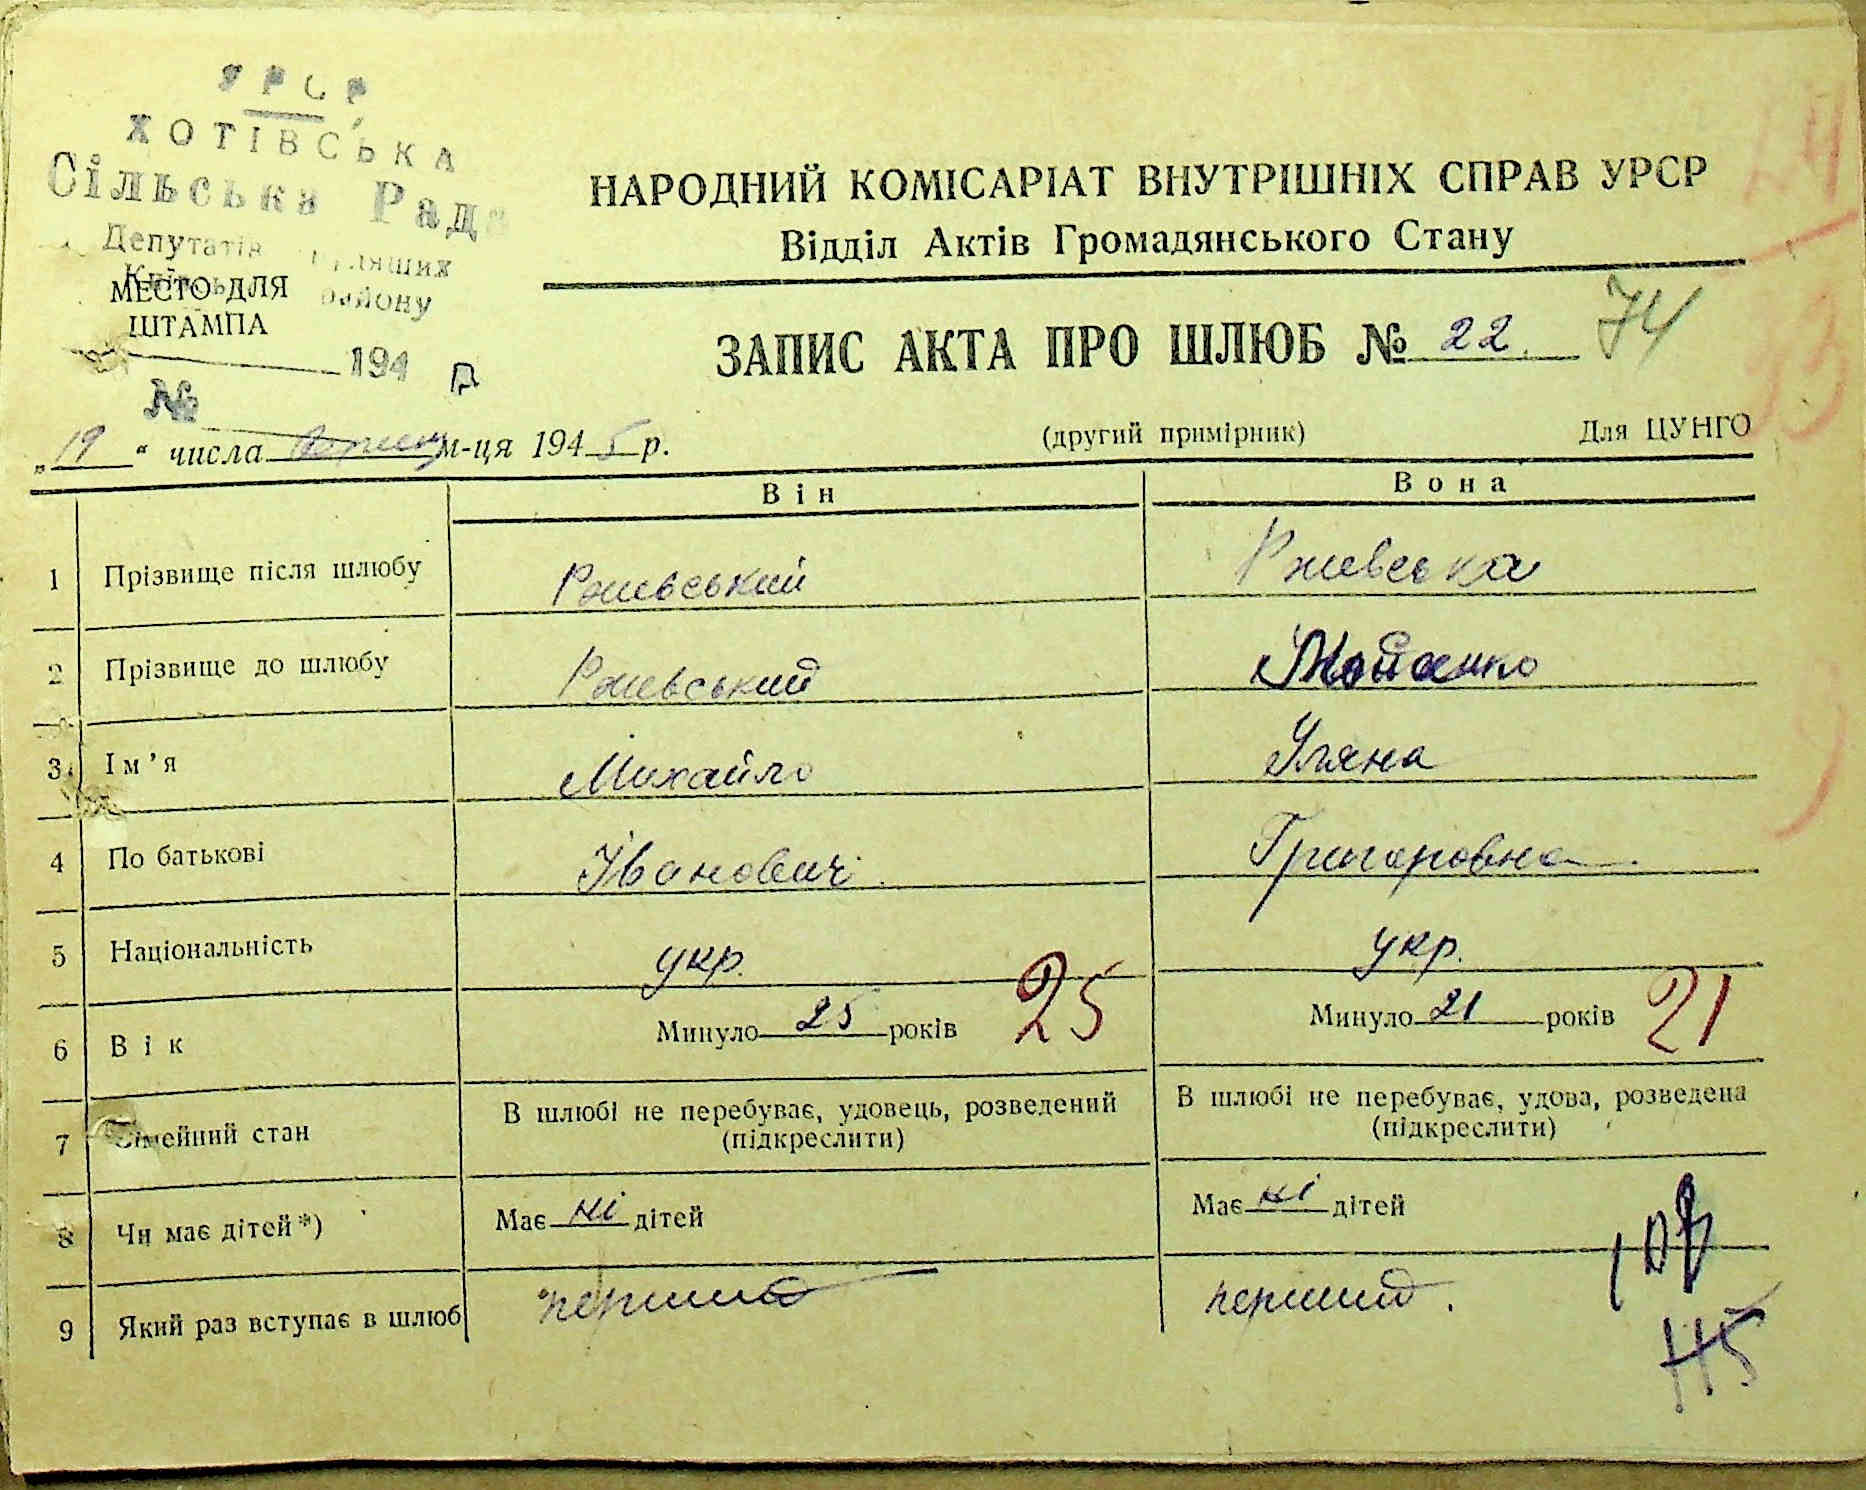 УРСР
ХОТІВСЬКА
Сільська Рада
Депутатів Трудящих
Київськ району
МЕСТО ДЛЯ
ШТАМПА
194 р
№
НАРОДНИЙ КОМІСАРІАТ ВНУТРІШНІХ СПРАВ УРСР
Відділ Актів Громадянського Стану
ЗАПИС АКТА ПРО ШЛЮБ № 22. 74
„19“ числа м-ця 1945 р. (другий примірник) Для ЦУНГО
Він Вона
1 Прізвище після шлюбу Ржевський Ржевська
2 Прізвище до шлюбу Ржевський
3 Ім’я Михайло Уляна
4 По батькові Іванович. Григоровна.
5 Національність укр. укр.
6 Вік Минуло 25 років 25 Минуло 21 років 21
7 Сімейний стан В шлюбі не перебуває, удовець, розведений (підкреслити) В шлюбі не перебуває, удова, розведена (підкреслити)
8 Чи має дітей*) Має ні дітей Має ні дітей
9 Який раз вступає в шлюб перший перший.